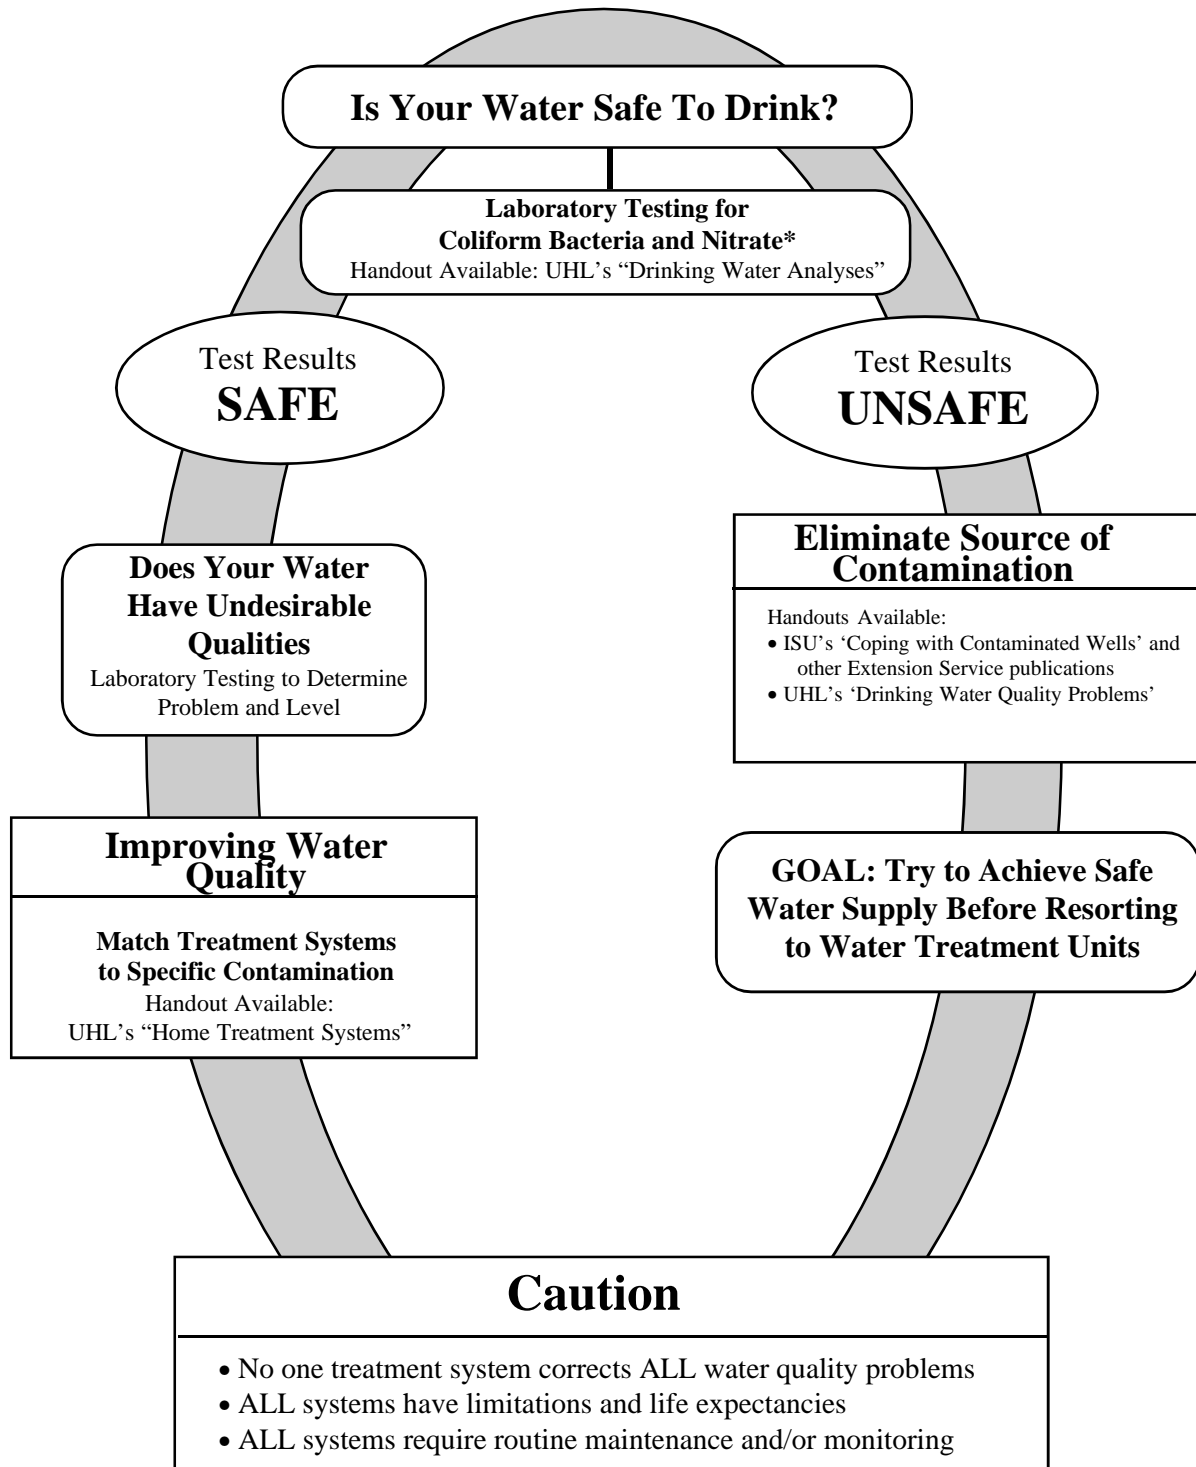 Is Your Water Safe To Drink?
Laboratory Testing for
Coliform Bacteria and Nitrate*
Handout Available: UHL's “Drinking Water Analyses”
Test Results
SAFE
Test Results
UNSAFE
Does Your Water
Have Undesirable
Qualities
Laboratory Testing to Determine
Problem and Level
Eliminate Source of
Contamination
Handouts Available:
• ISU's ‘Coping with Contaminated Wells’ and
other Extension Service publications
• UHL's ‘Drinking Water Quality Problems’
Improving Water
Quality
Match Treatment Systems
to Specific Contamination
Handout Available:
UHL's “Home Treatment Systems”
GOAL: Try to Achieve Safe
Water Supply Before Resorting
to Water Treatment Units
Caution
• No one treatment system corrects ALL water quality problems
• ALL systems have limitations and life expectancies
• ALL systems require routine maintenance and/or monitoring